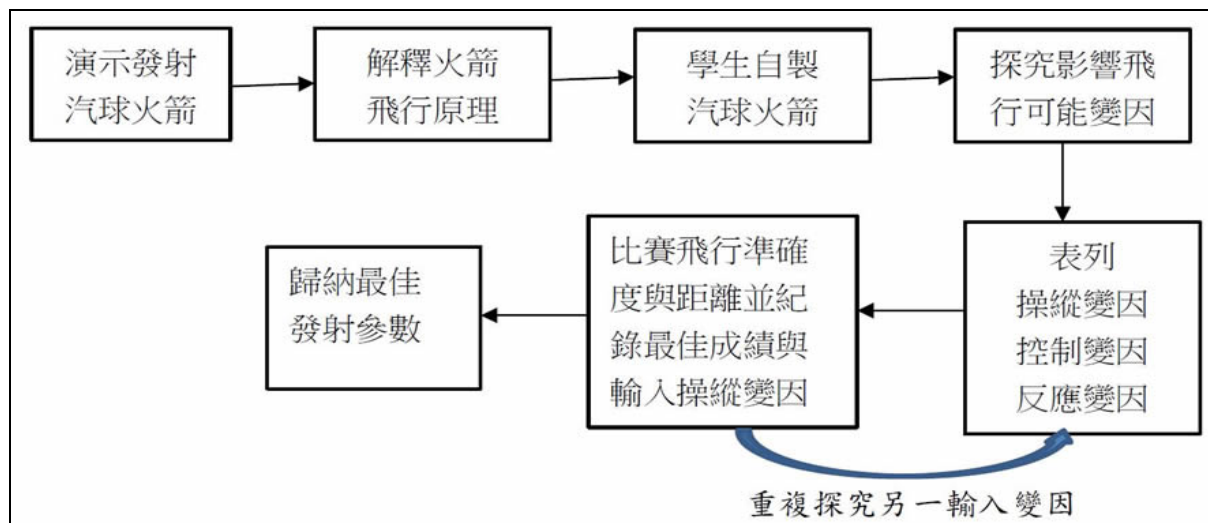 演示發射
汽球火箭
解釋火箭
飛行原理
學生自製
汽球火箭
探究影響飛
行可能變因
表列
操縱變因
控制變因
反應變因
比賽飛行準確
度與距離並紀
錄最佳成績與
輸入操縱變因
歸納最佳
發射參數
重複探究另一輸入變因